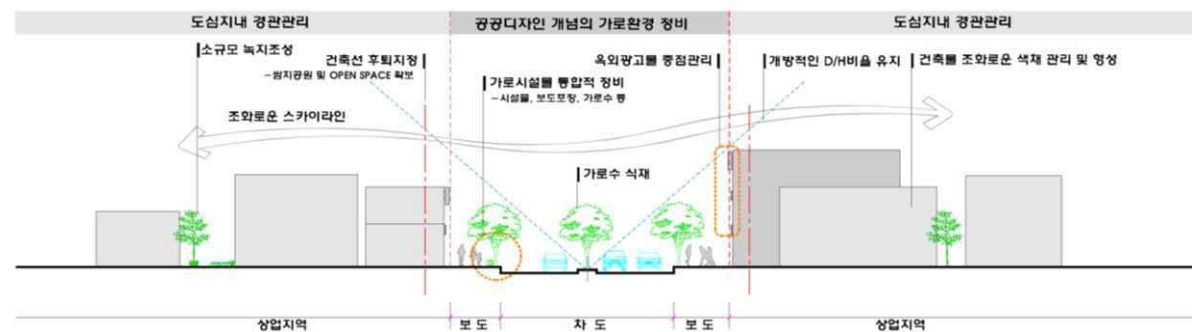 도심지내 경관관리
공공디자인 개념의 가로환경 정비
도심지내 경관관리
소규모 녹지조성
건축선 후퇴지정
-쌈지공원 및 OPEN SPACE 확보
가로시설물 통합적 정비
-시설물, 보도포장, 가로수 등
옥외광고물 중점관리
개방적인 D/H비율 유지
건축물 조화로운 색채 관리 및 형성
조화로운 스카이라인
가로수 식재
상업지역
보 도
차 도
보 도
상업지역